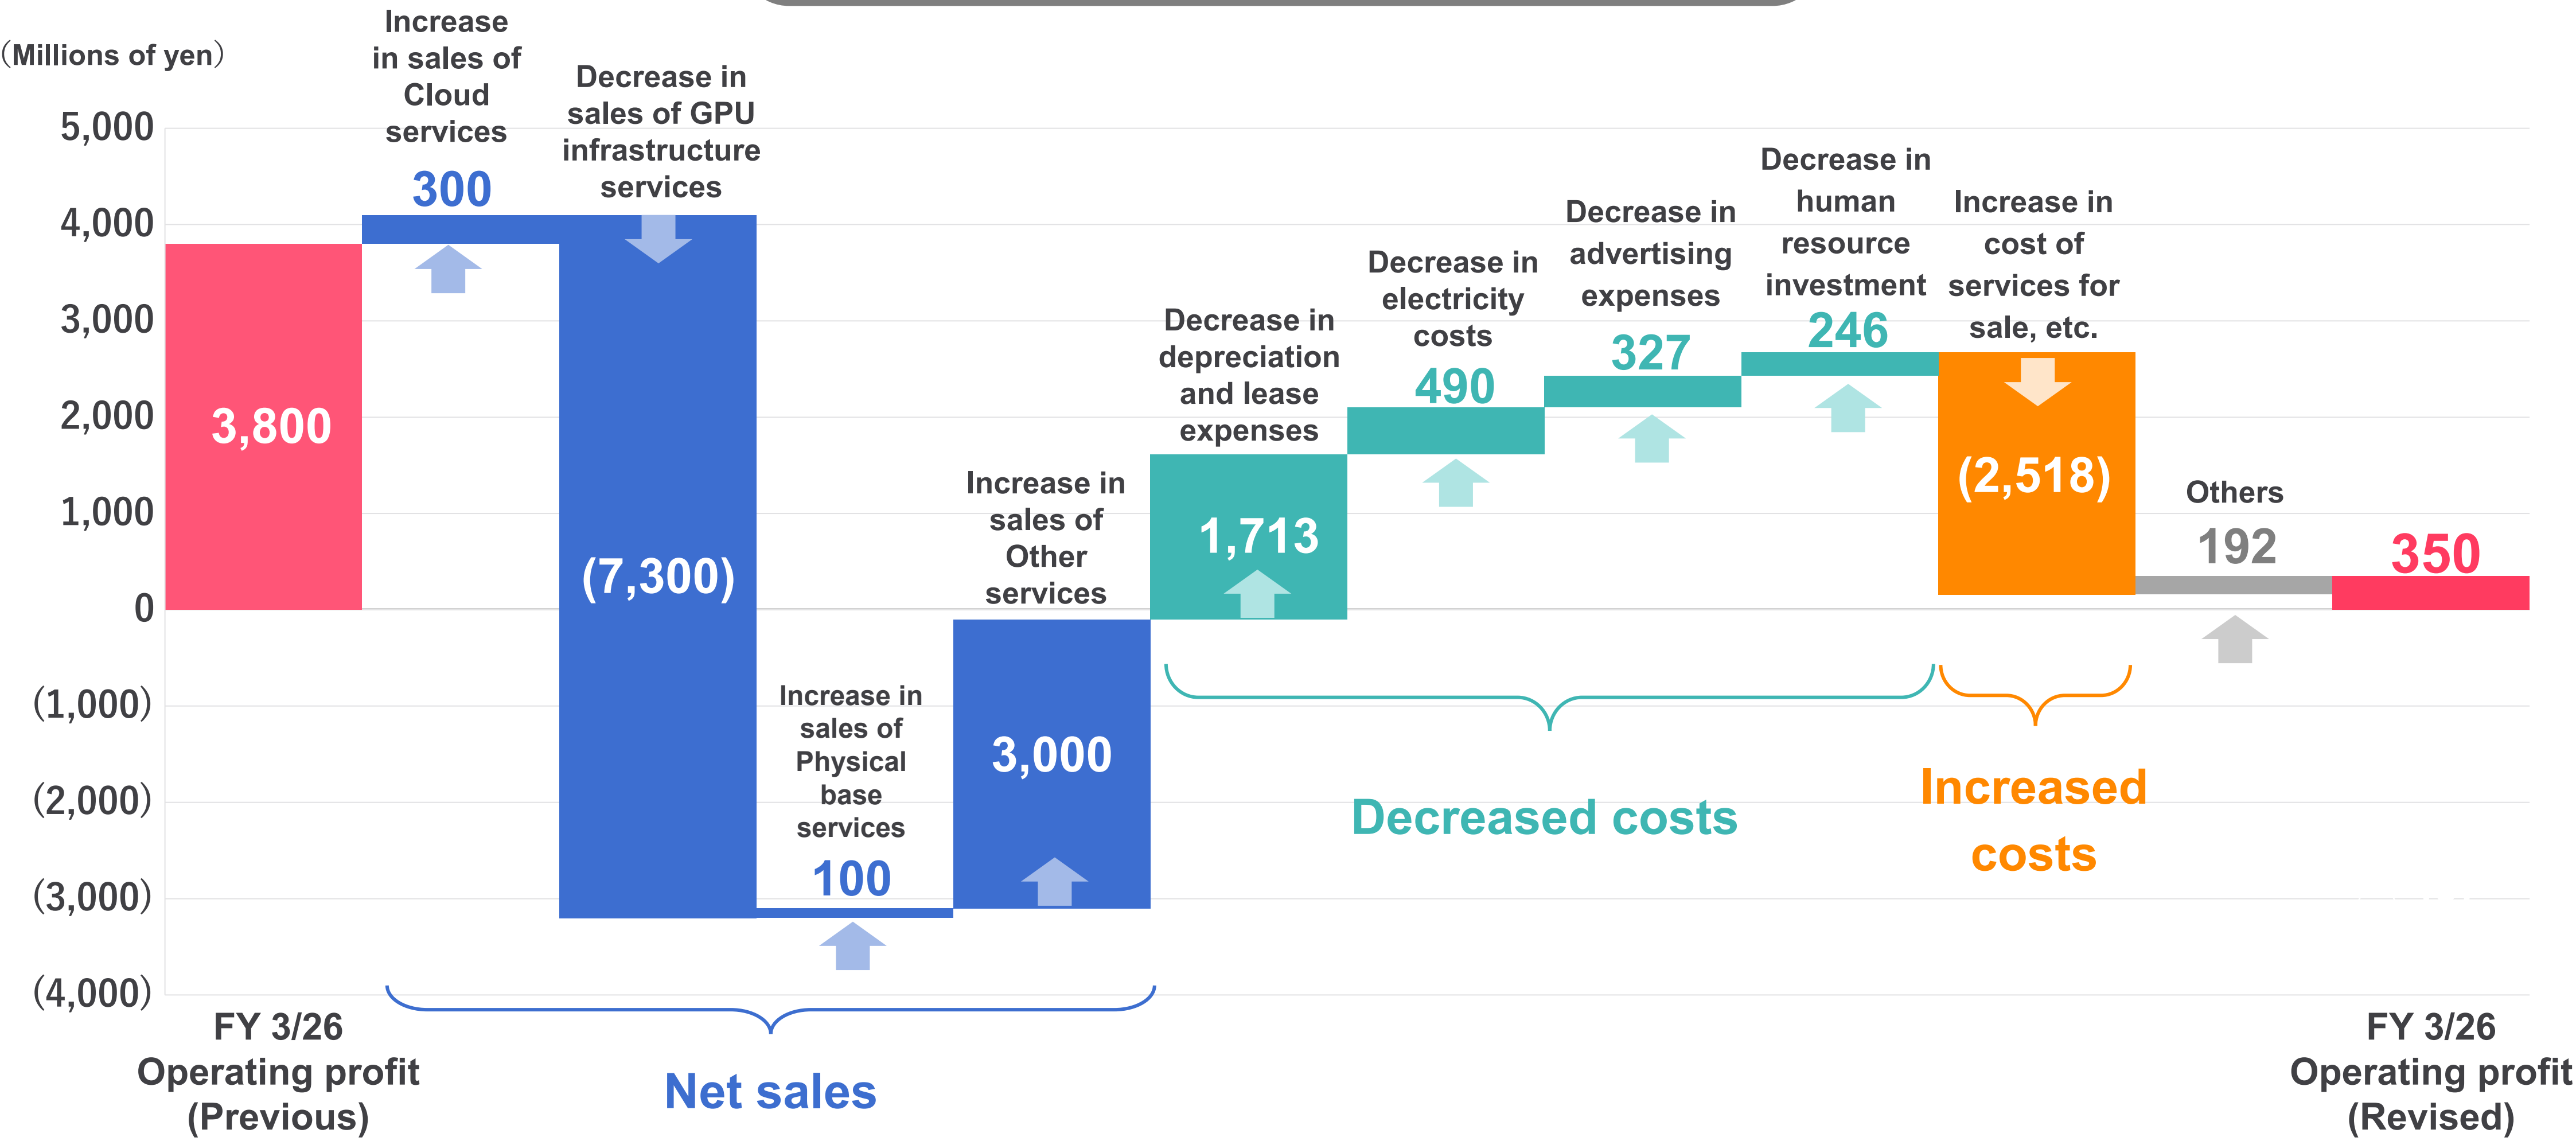 （Millions of yen）
5,000
4,000
3,000
2,000
1,000
0
(1,000)
(2,000)
(3,000)
(4,000)
FY 3/26
Operating profit
(Previous)
3,800
Increase
in sales of
Cloud
services
300
Decrease in
sales of GPU
infrastructure
services
(7,300)
Increase in
sales of
Physical
base
services
100
Increase in
sales of
Other
services
3,000
Net sales
Decrease in
depreciation
and lease
expenses
1,713
Decrease in
electricity
costs
490
Decrease in
advertising
expenses
327
Decrease in
human
resource
investment
246
Decreased costs
Increase in
cost of
services for
sale, etc.
(2,518)
Increased
costs
Others
192
350
FY 3/26
Operating profit
(Revised)